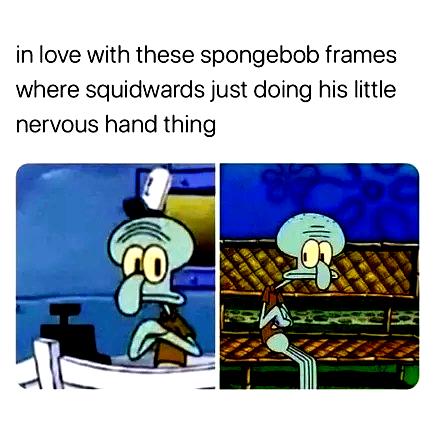 in love with these spongebob frames
where squidwards just doing his little
nervous hand thing